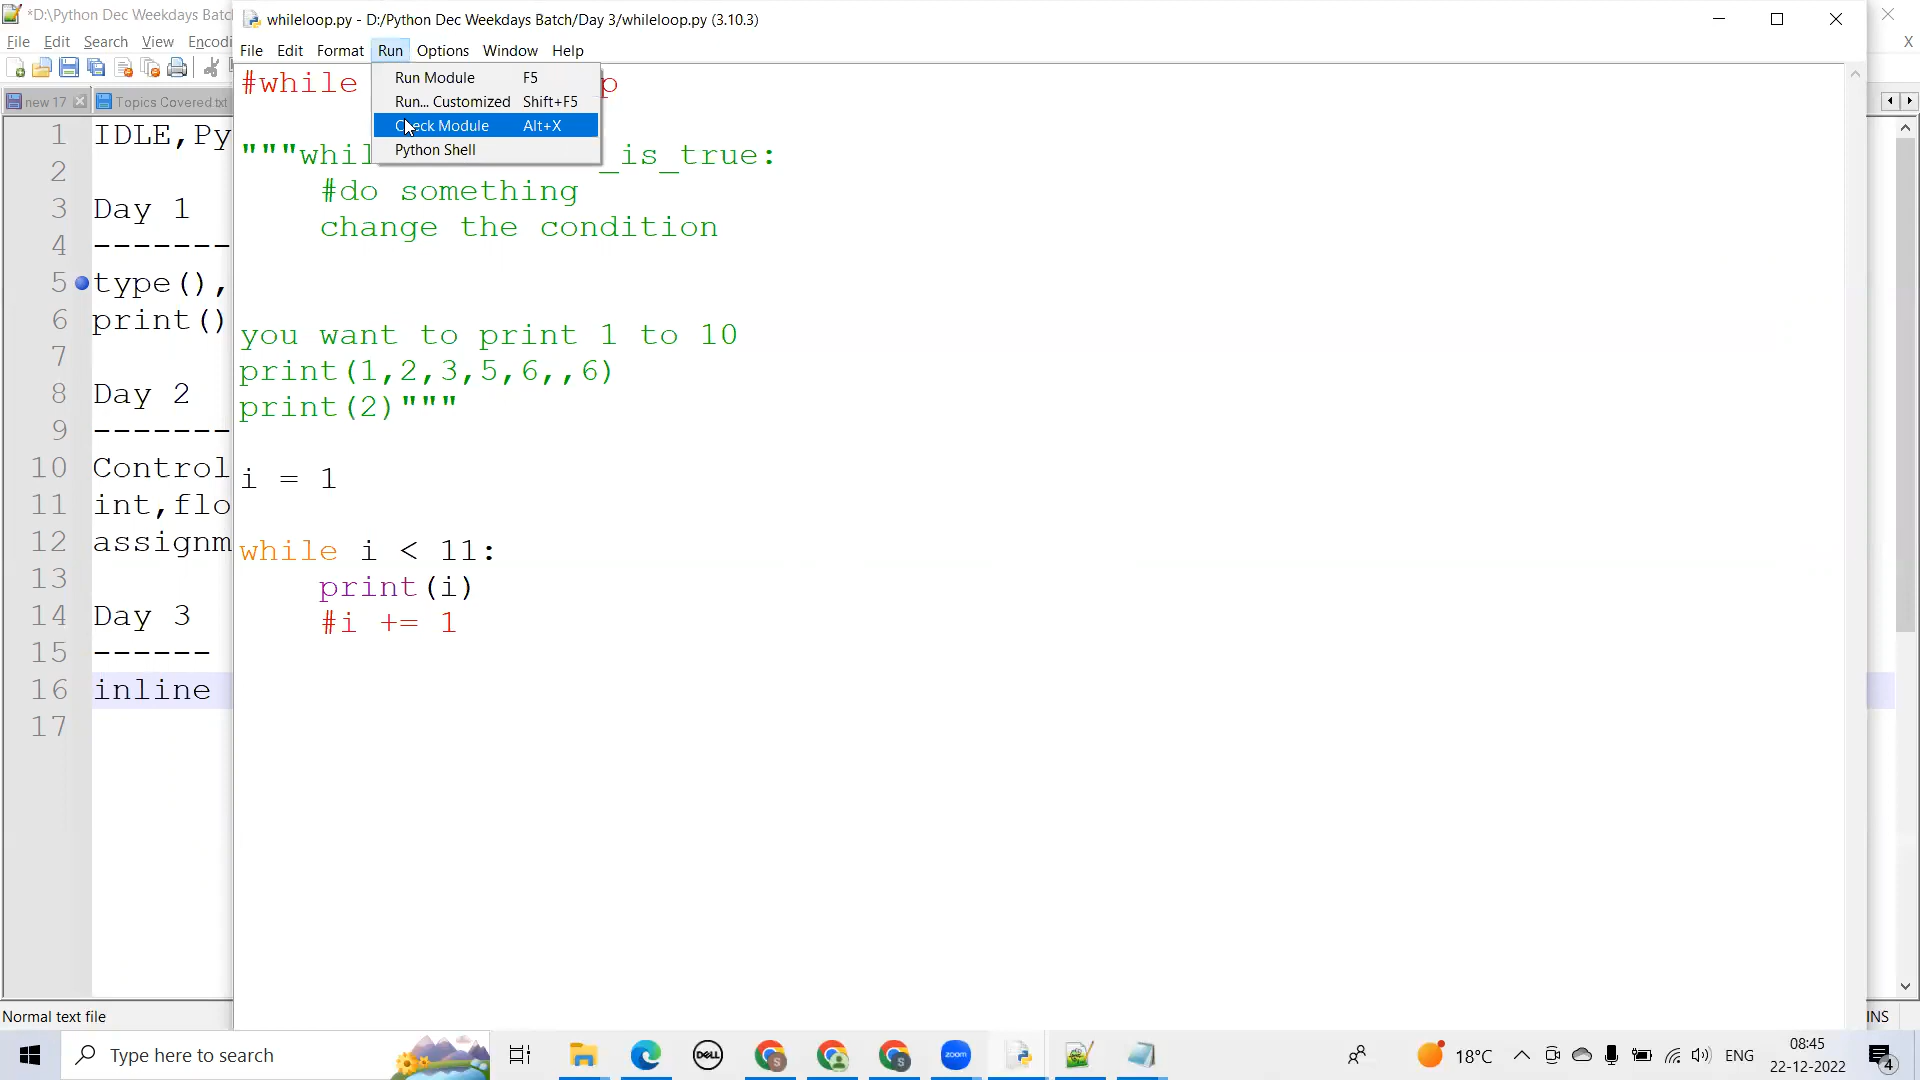 *D:\Python Dec Weekdays Batc
File Edit Search View Encodi
new 17
Topics Covered.txt
1 IDLE,Py
2
3 Day 1
4 -------
5 type(),
6 print()
7
8 Day 2
9 -------
10 Control
11 int,flo
12 assignm
13
14 Day 3
15 ------
16 inline
17
Normal text file
INS
X
whileloop.py - D:/Python Dec Weekdays Batch/Day 3/whileloop.py (3.10.3)
File Edit Format Run Options Window Help
Run Module F5
Run... Customized Shift+F5
Check Module Alt+X
Python Shell
#while p
"""whil _is_true:
#do something
change the condition
you want to print 1 to 10
print(1,2,3,5,6,,6)
print(2)"""
i = 1
while i < 11:
print(i)
#i += 1
Type here to search
DELL
S
S
zoom
18°C
ENG
08:45
22-12-2022
4